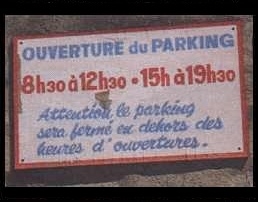 OUVERTURE du PARKING
8h30 à 12h30 • 15h à 19h30
Attention le parking
sera fermé en dehors des
heures d'ouvertures.